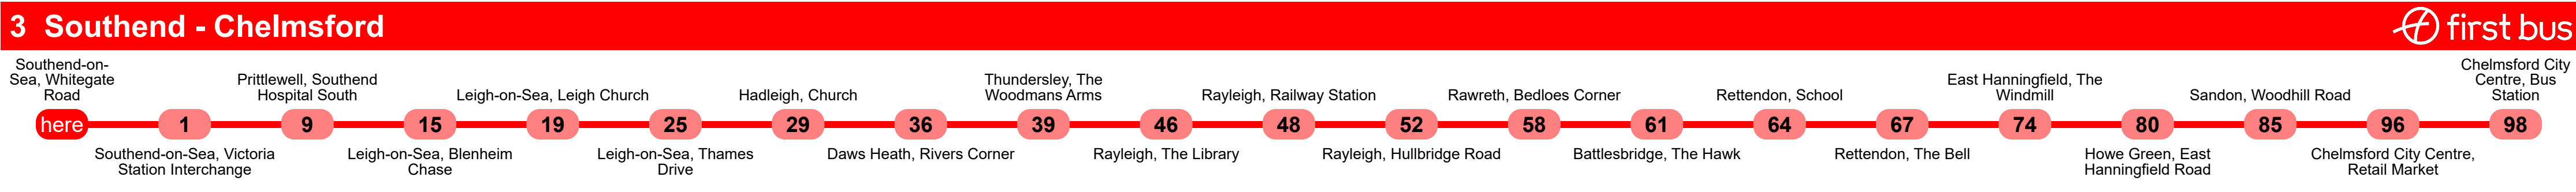 3 Southend - Chelmsford
first bus
Southend-on-
Sea, Whitegate
Road
Prittlewell, Southend
Hospital South
Leigh-on-Sea, Leigh Church
Hadleigh, Church
Thundersley, The
Woodmans Arms
Rayleigh, Railway Station
Rawreth, Bedloes Corner
Rettendon, School
East Hanningfield, The
Windmill
Sandon, Woodhill Road
Chelmsford City
Centre, Bus
Station
here 1 9 15 19 25 29 36 39 46 48 52 58 61 64 67 74 80 85 96 98
Southend-on-Sea, Victoria
Station Interchange
Leigh-on-Sea, Blenheim
Chase
Leigh-on-Sea, Thames
Drive
Daws Heath, Rivers Corner
Rayleigh, The Library
Rayleigh, Hullbridge Road
Battlesbridge, The Hawk
Rettendon, The Bell
Howe Green, East
Hanningfield Road
Chelmsford City Centre,
Retail Market